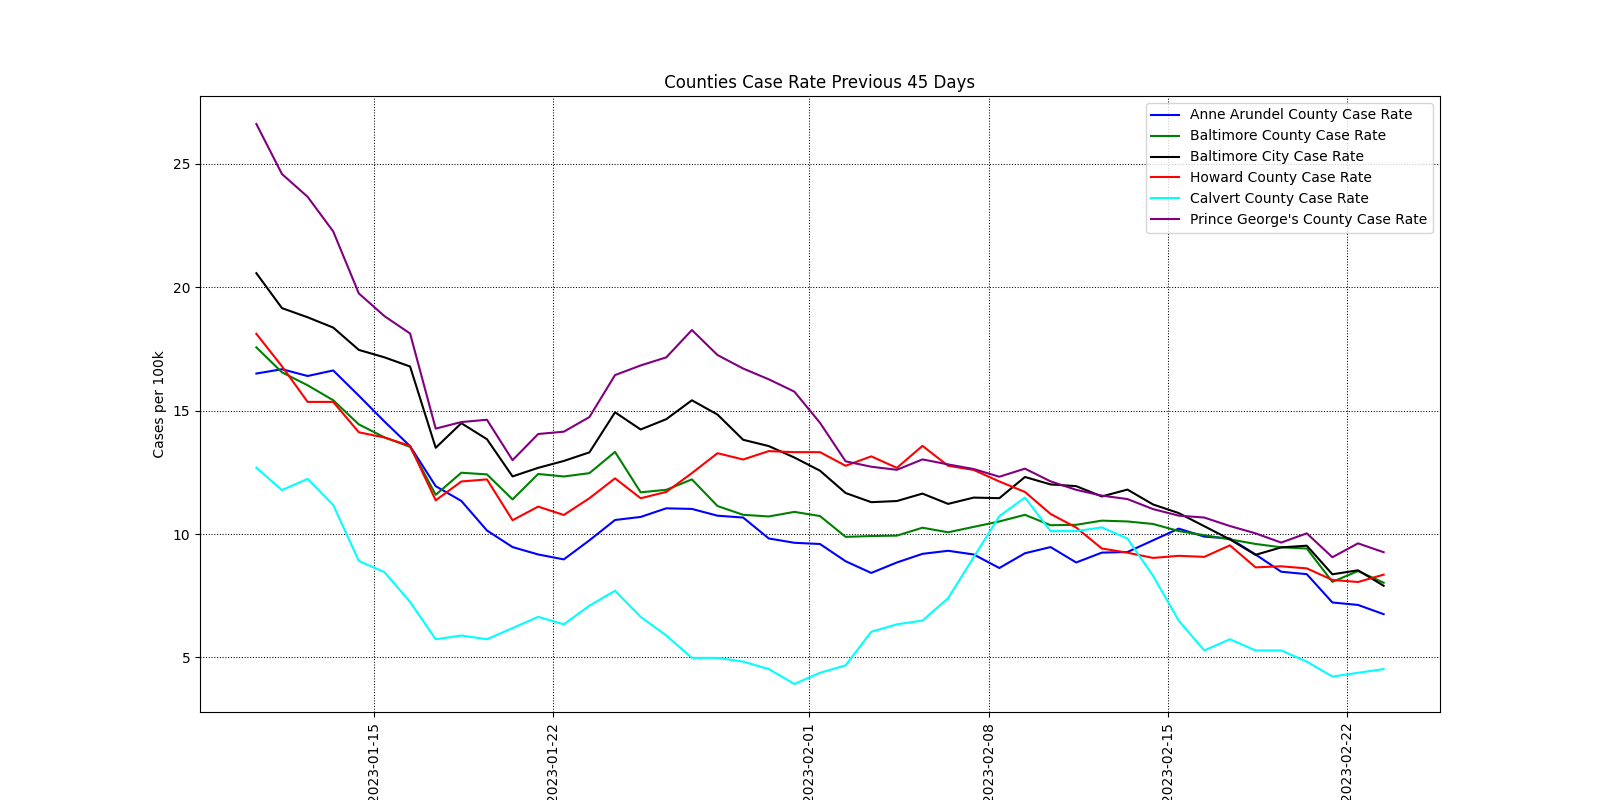 Counties Case Rate Previous 45 Days
Cases per 100k
25
20
15
10
5
Anne Arundel County Case Rate
Baltimore County Case Rate
Baltimore City Case Rate
Howard County Case Rate
Calvert County Case Rate
Prince George's County Case Rate
2023-01-15
2023-01-22
2023-02-01
2023-02-08
2023-02-15
2023-02-22